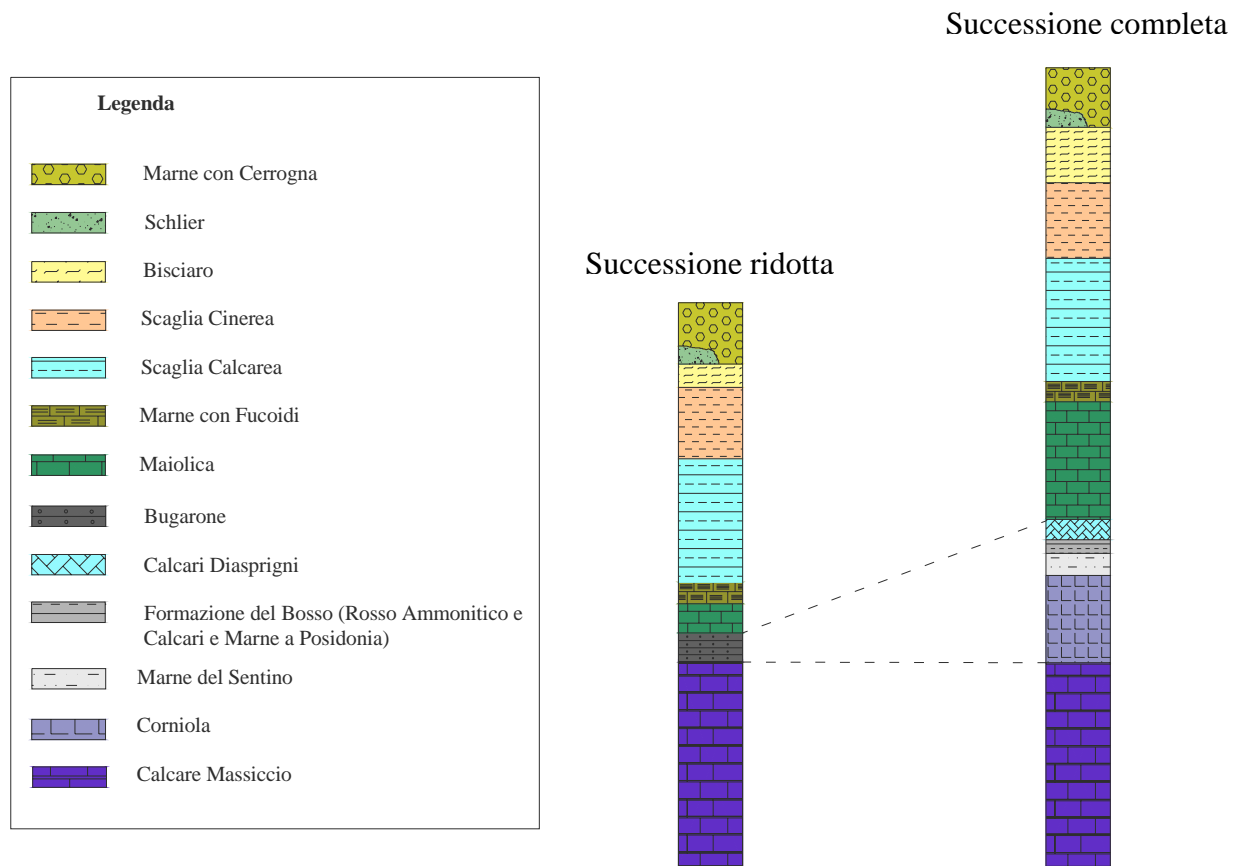 Successione completa
Legenda
Marne con Cerrogna
Schlier
Bisciaro
Scaglia Cinerea
Scaglia Calcarea
Marne con Fucoidi
Maiolica
Bugarone
Calcari Diasprigni
Formazione del Bosso (Rosso Ammonitico e
Calcari e Marne a Posidonia)
Marne del Sentino
Corniola
Calcare Massiccio
Successione ridotta